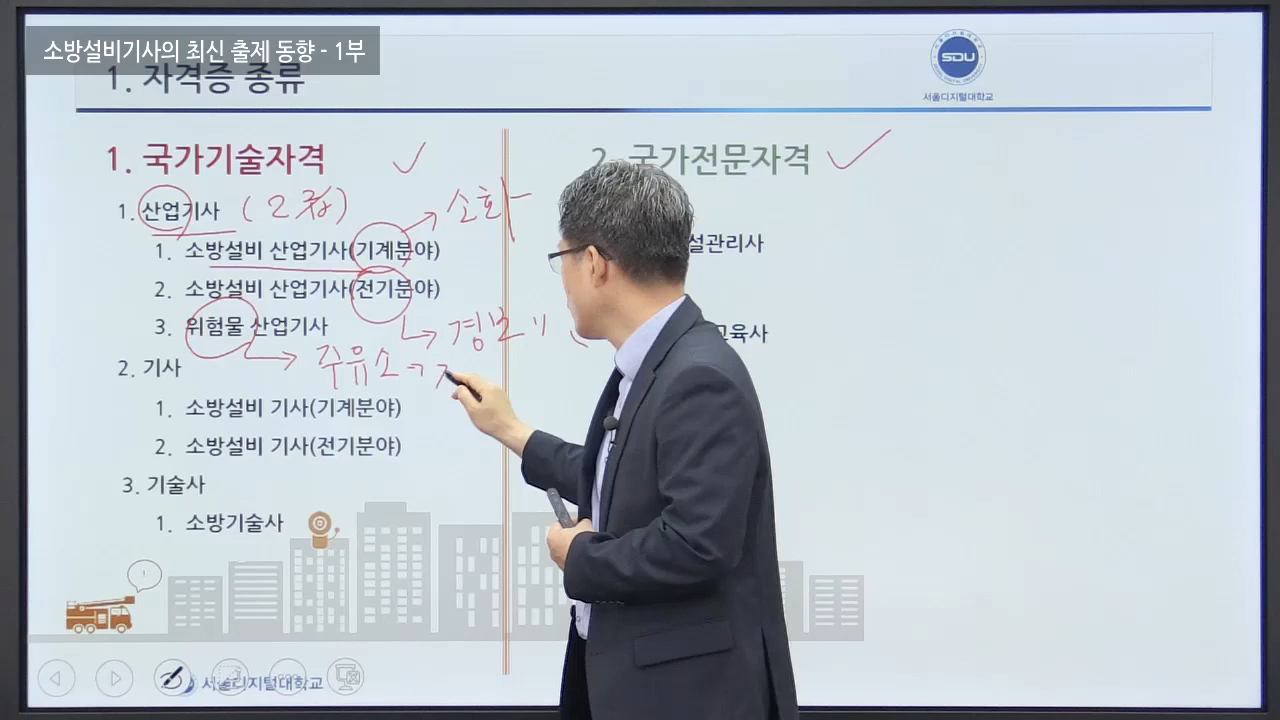 소방설비기사의 최신 출제 동향 - 1부
1. 자격증 종류
SDU
서울디지털대학교
1. 국가기술자격
2. 국가전문자격
1. 산업기사 (2종)
소화
1. 소방설비 산업기사(기계분야)
설관리사
2. 소방설비 산업기사(전기분야)
3. 위험물 산업기사
경보 "
교육사
2. 기사
주유소
1. 소방설비 기사(기계분야)
2. 소방설비 기사(전기분야)
3. 기술사
1. 소방기술사
서울디지털대학교